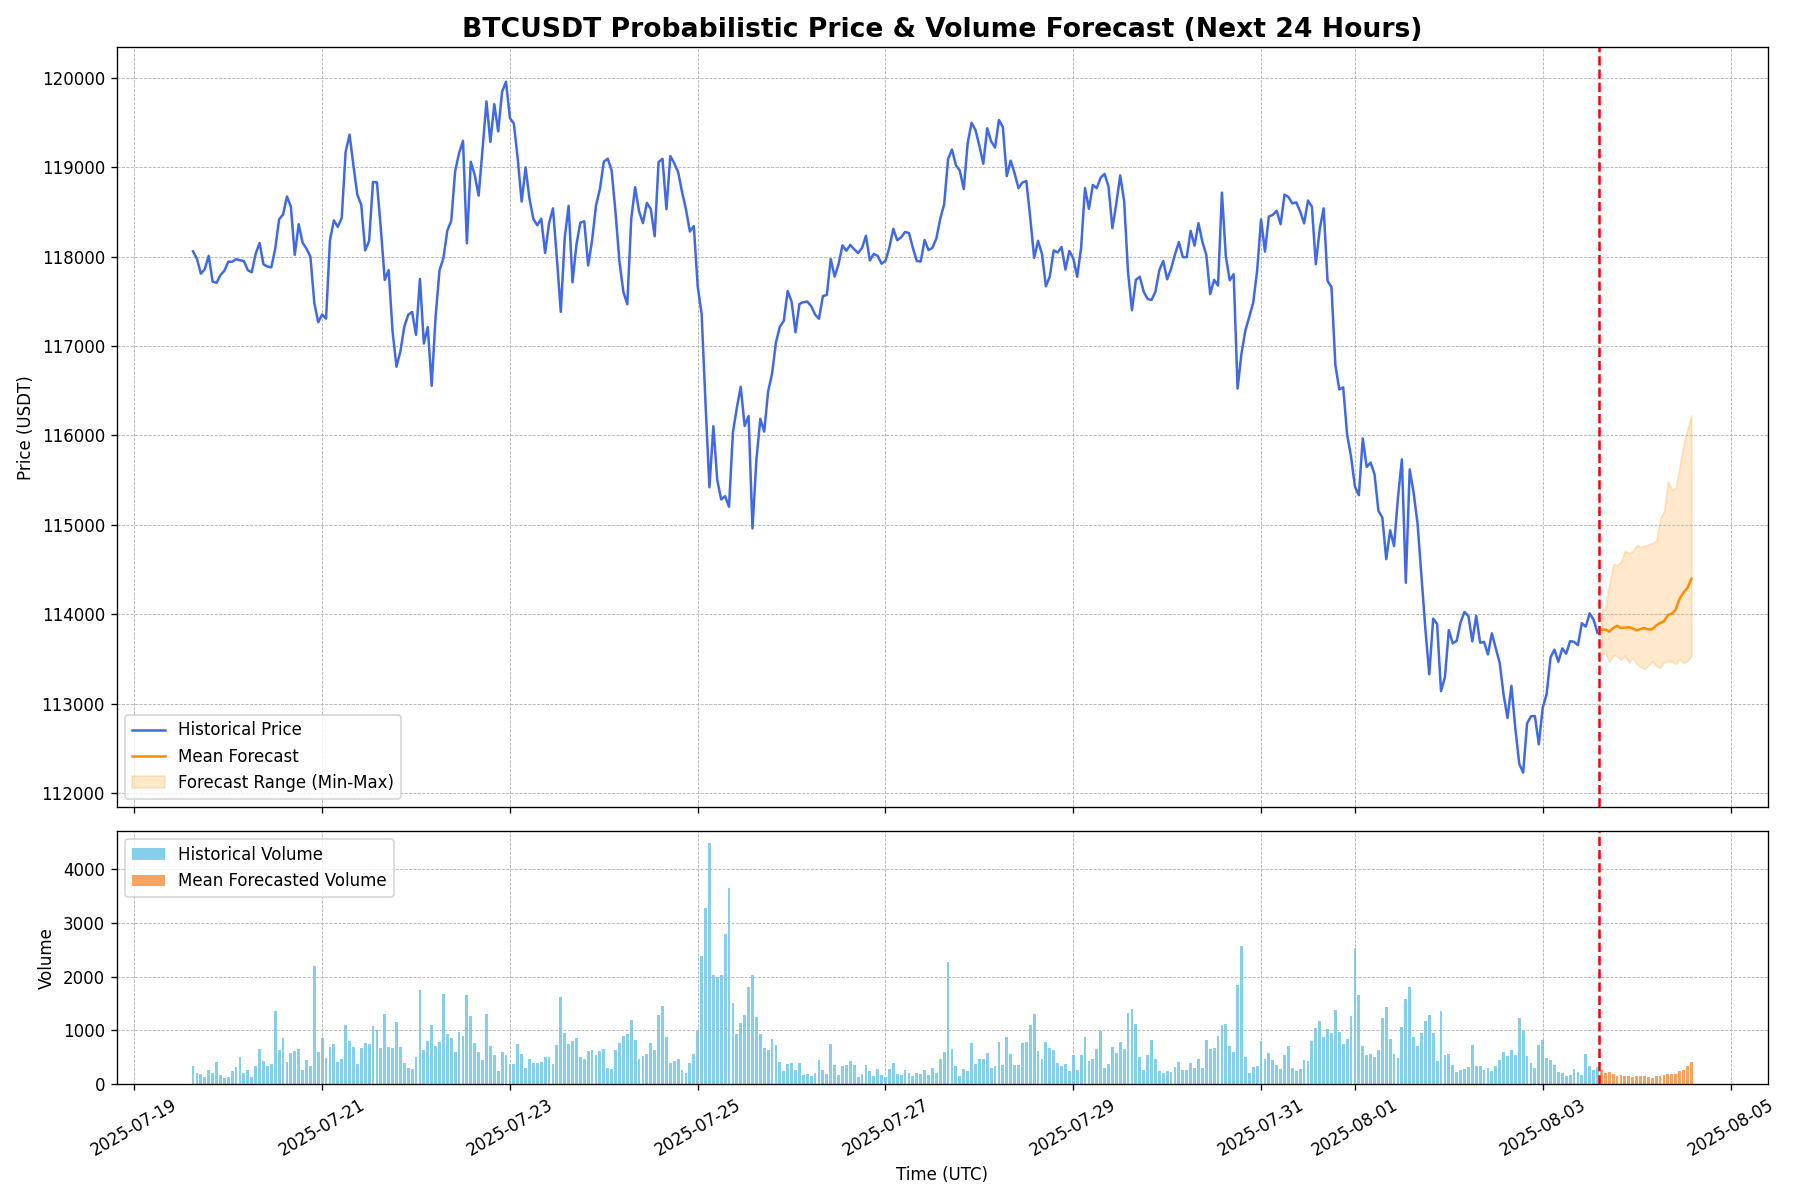 BTCUSDT Probabilistic Price & Volume Forecast (Next 24 Hours)
120000
119000
118000
117000
116000
115000
114000
113000
112000
Price (USDT)
Historical Price
Mean Forecast
Forecast Range (Min-Max)
4000
3000
2000
1000
0
Volume
Historical Volume
Mean Forecasted Volume
2025-07-19
2025-07-21
2025-07-23
2025-07-25
2025-07-27
2025-07-29
2025-07-31
2025-08-01
2025-08-03
2025-08-05
Time (UTC)